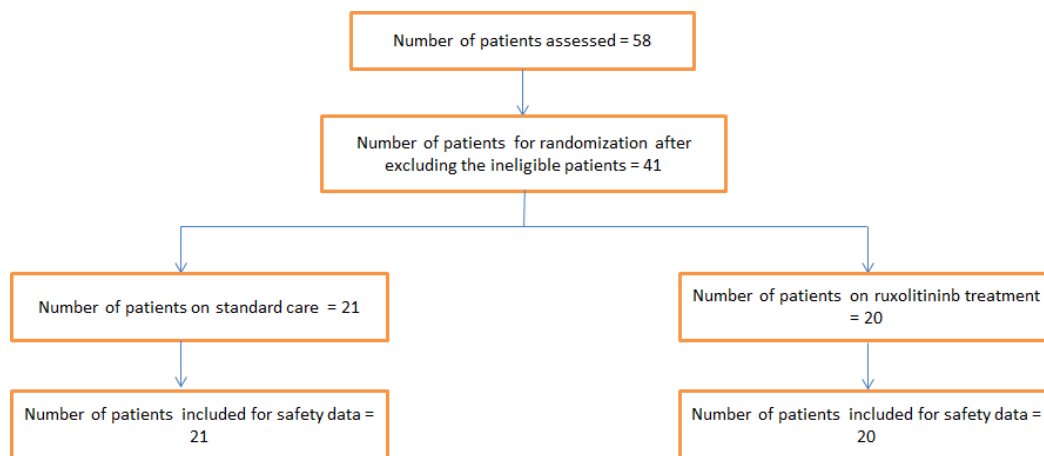 Number of patients assessed = 58
Number of patients for randomization after
excluding the ineligible patients = 41
Number of patients on standard care = 21
Number of patients on ruxolitininb treatment
= 20
Number of patients included for safety data =
21
Number of patients included for safety data =
20